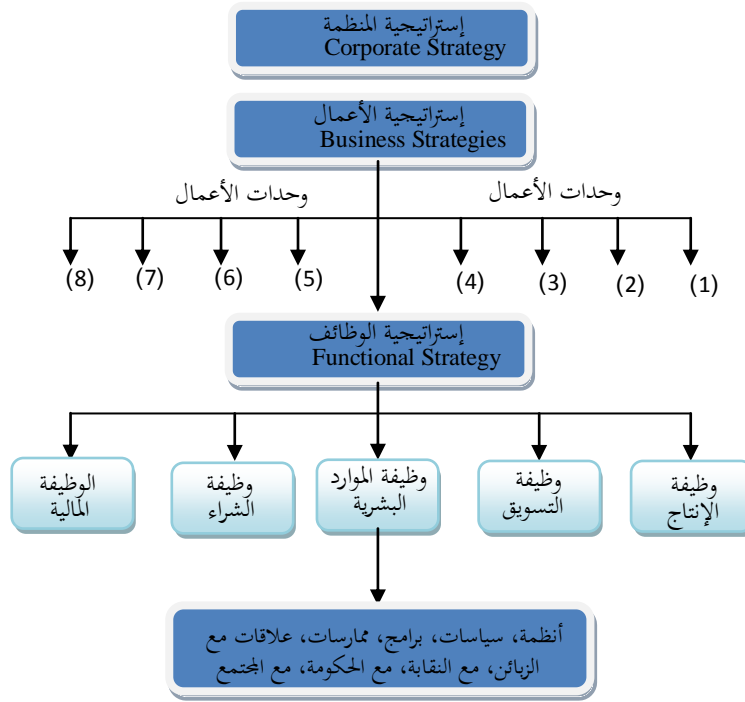 إستراتيجية المنظمة
Corporate Strategy
إستراتيجية الأعمال
Business Strategies
وحدات الأعمال
وحدات الأعمال
(1)
(2)
(3)
(4)
(5)
(6)
(7)
(8)
إستراتيجية الوظائف
Functional Strategy
وظيفة
الإنتاج
وظيفة
التسويق
وظيفة الموارد
البشرية
وظيفة
الشراء
الوظيفة
المالية
أنظمة، سياسات، برامج، ممارسات، علاقات مع
الزبائن، مع النقابة، مع الحكومة، مع المجتمع